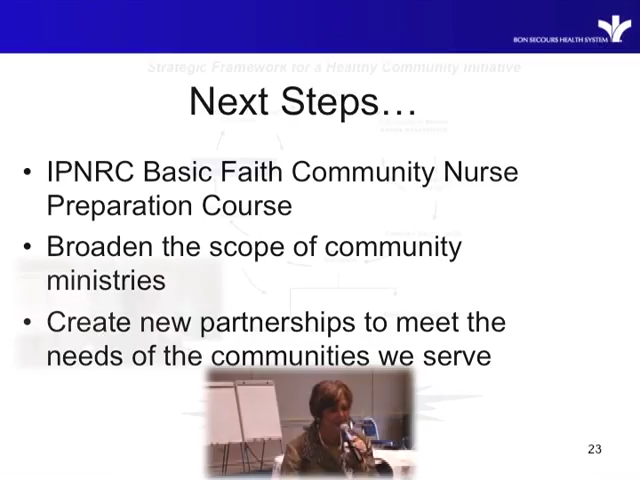 BON SECOURS HEALTH SYSTEM
Strategic Framework for a Healthy Community Initiative
Next Steps…
• IPNRC Basic Faith Community Nurse
Preparation Course
• Broaden the scope of community
ministries
• Create new partnerships to meet the
needs of the communities we serve
23